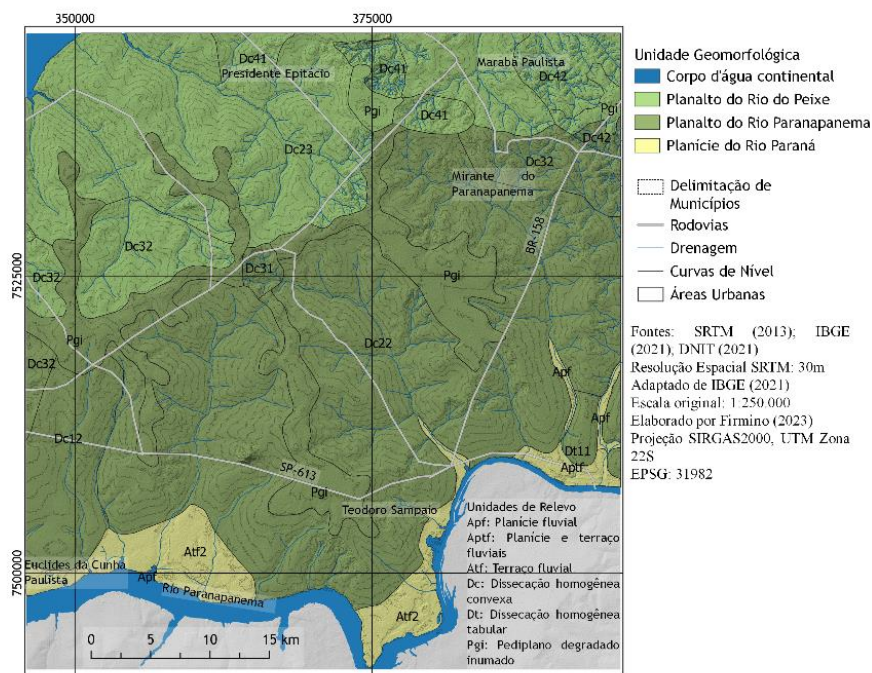 350000
375000
Dc41
Presidente Epitácio
Dc41
Marabá Paulista
Dc42
Pgi
Pgi
Dc41
Dc23
Dc42
Dc32
Mirante do
Paranapanema
BR-158
Dc32
Dc32
Dc31
Pgi
7525000
Pgi
Dc32
Dc22
Apf
Apf
Dc12
Dt11
Aptf
SP-613
Pgi
Teodoro Sampaio
Atf2
7500000
Euclides da Cunha
Paulista
Apf
Rio Paranapanema
Atf2
0 5 10 15 km
Unidades de Relevo
Apf: Planície fluvial
Aptf: Planície e terraço
fluviais
Atf: Terraço fluvial
Dc: Dissecação homogênea
convexa
Dt: Dissecação homogênea
tabular
Pgi: Pediplano degradado
inumado
Unidade Geomorfológica
Corpo d'água continental
Planalto do Rio do Peixe
Planalto do Rio Paranapanema
Planície do Rio Paraná
Delimitação de
Municípios
Rodovias
Drenagem
Curvas de Nível
Áreas Urbanas
Fontes: SRTM (2013); IBGE
(2021), DNIT (2021)
Resolução Espacial SRTM: 30m
Adaptado de IBGE (2021)
Escala original: 1:250.000
Elaborado por Firmino (2023)
Projeção SIRGAS2000, UTM Zona
22S
EPSG: 31982